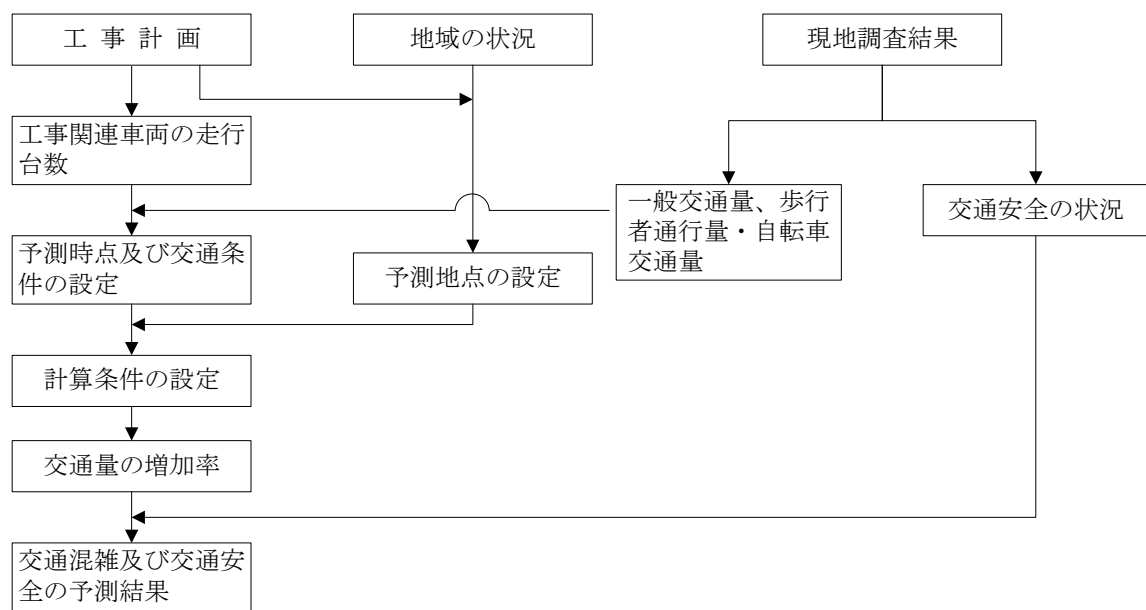 工 事 計 画
地域の状況
現地調査結果
工事関連車両の走行
台数
一般交通量、歩行
者通行量・自転車
交通量
交通安全の状況
予測時点及び交通条
件の設定
予測地点の設定
計算条件の設定
交通量の増加率
交通混雑及び交通安
全の予測結果